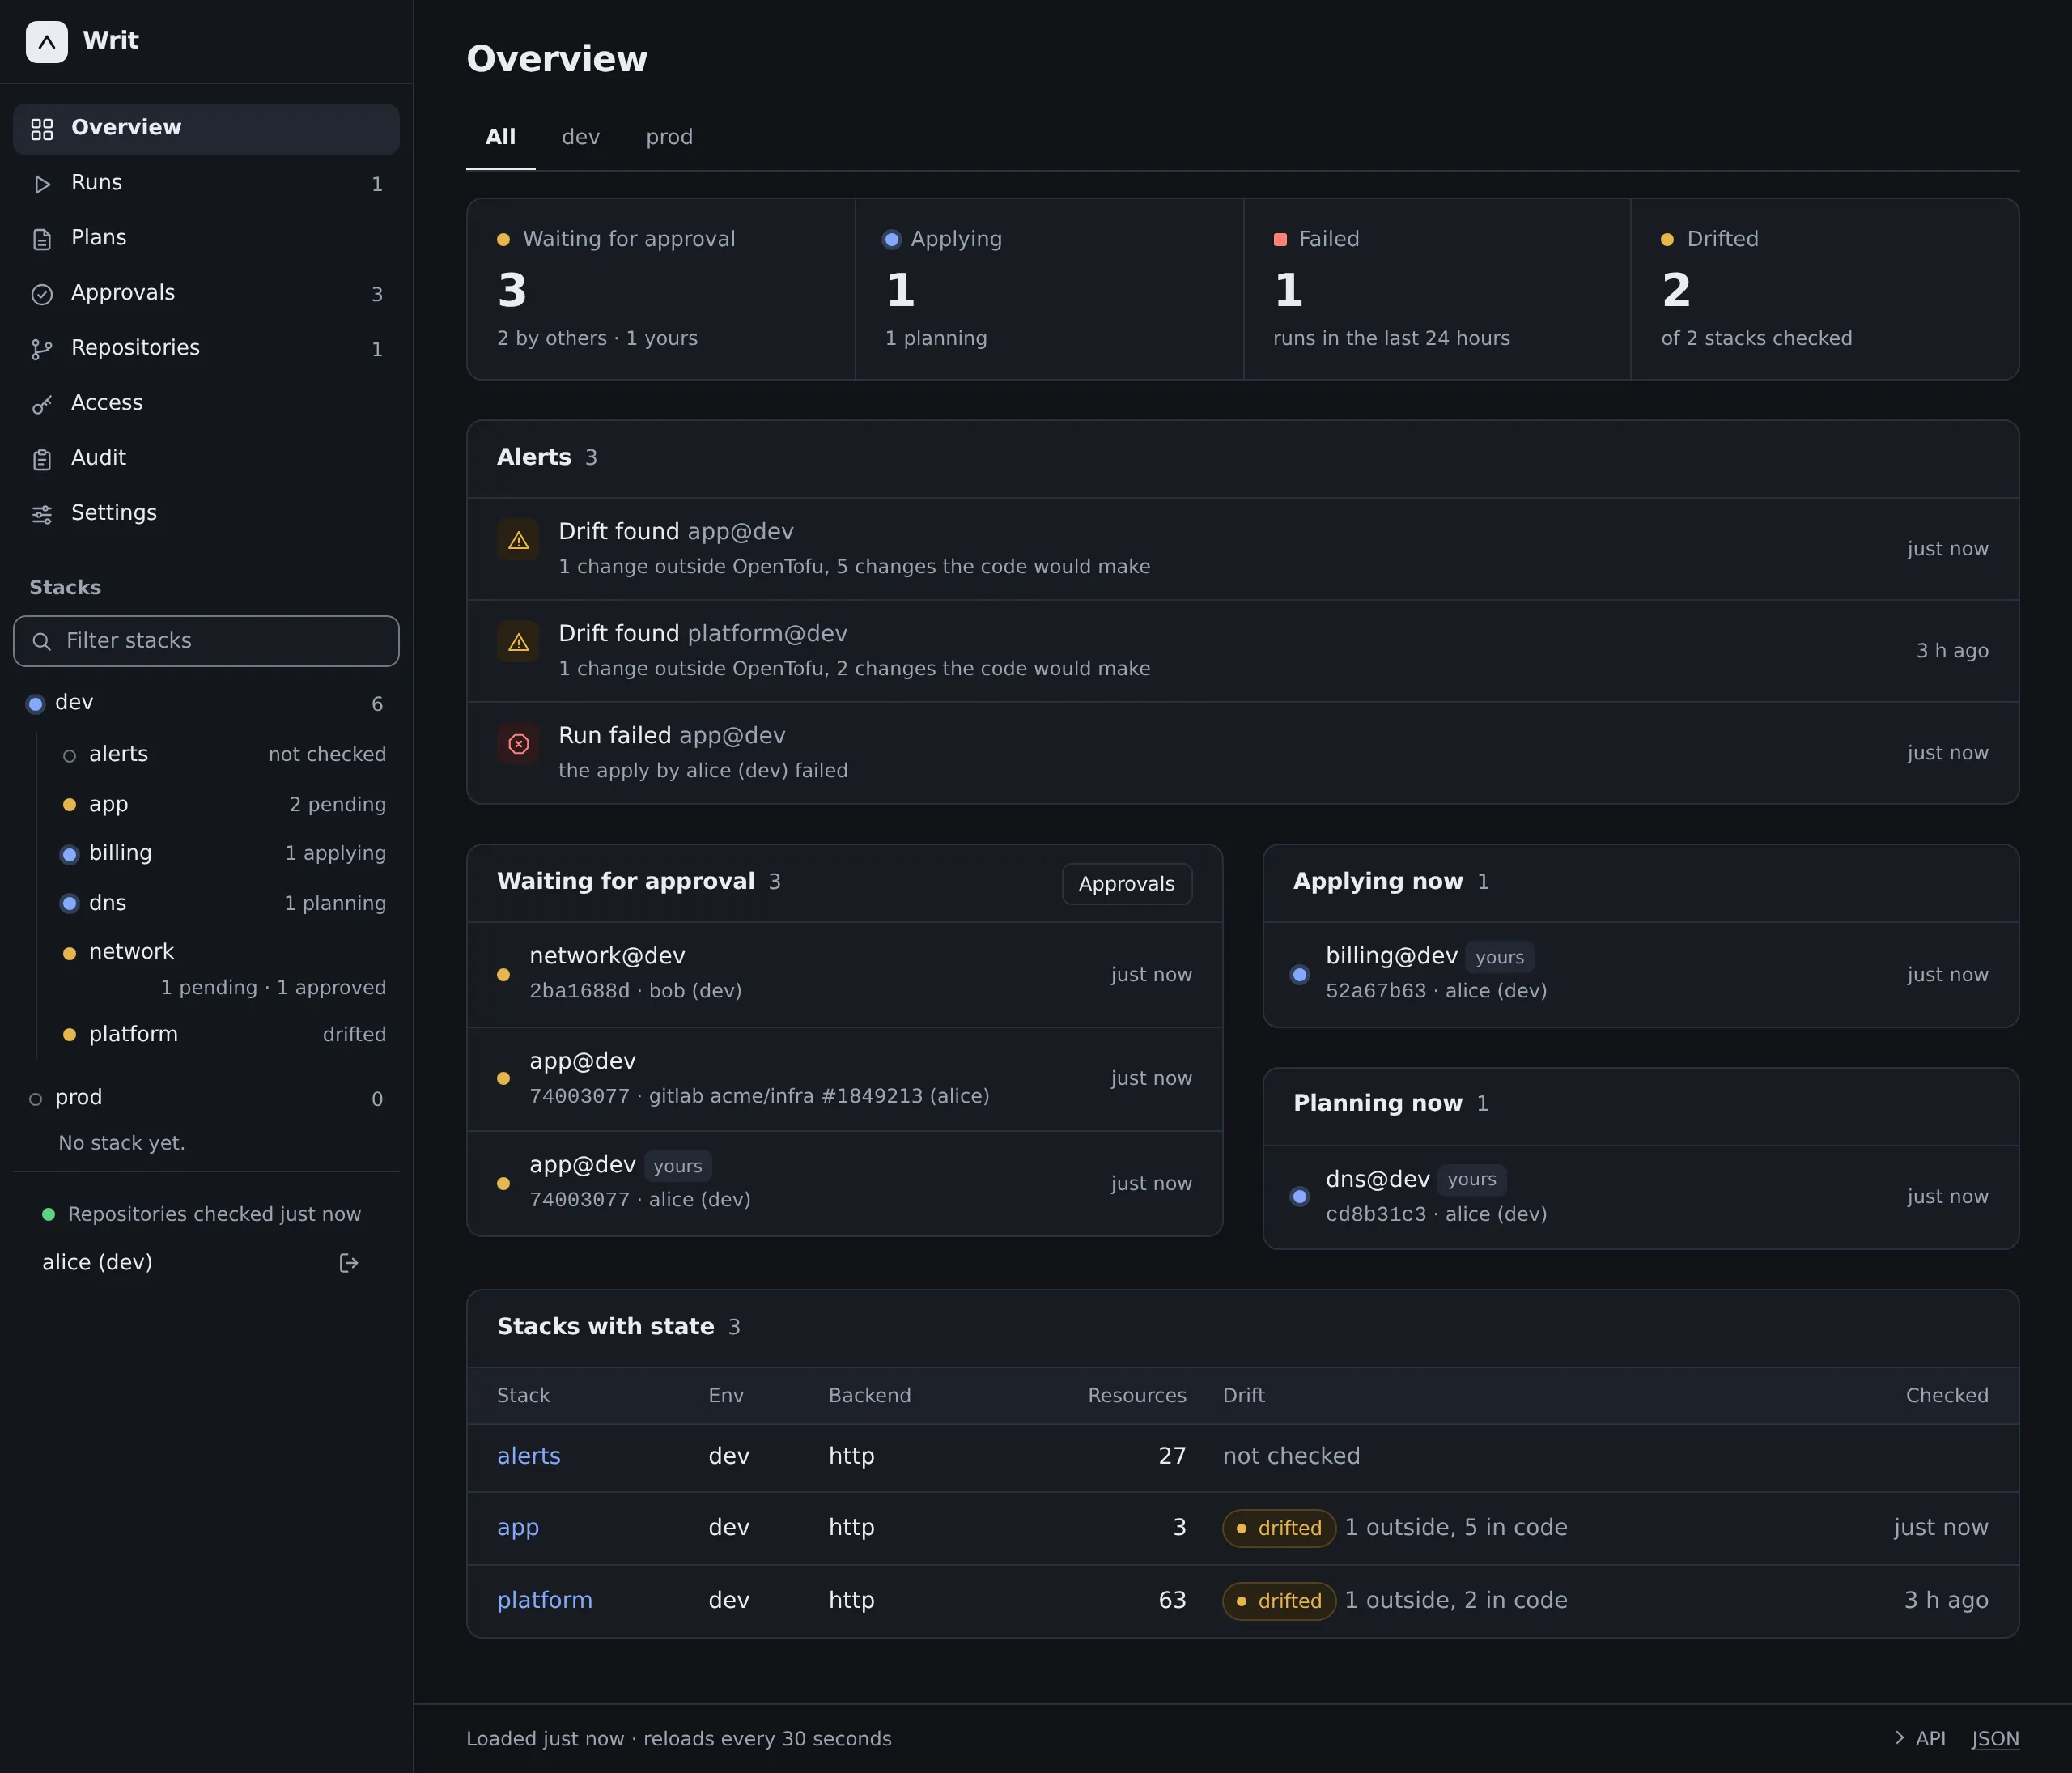 Writ
Overview
Runs 1
Plans
Approvals 3
Repositories 1
Access
Audit
Settings
Stacks
Filter stacks
dev 6
alerts not checked
app 2 pending
billing 1 applying
dns 1 planning
network
1 pending · 1 approved
platform drifted
prod 0
No stack yet.
Repositories checked just now
alice (dev)
Overview
All dev prod
Waiting for approval
3
2 by others · 1 yours
Applying
1
1 planning
Failed
1
runs in the last 24 hours
Drifted
2
of 2 stacks checked
Alerts 3
Drift found app@dev
1 change outside OpenTofu, 5 changes the code would make
just now
Drift found platform@dev
1 change outside OpenTofu, 2 changes the code would make
3 h ago
Run failed app@dev
the apply by alice (dev) failed
just now
Waiting for approval 3 Approvals
network@dev
2ba1688d · bob (dev)
just now
app@dev
74003077 · gitlab acme/infra #1849213 (alice)
just now
app@dev yours
74003077 · alice (dev)
just now
Applying now 1
billing@dev yours
52a67b63 · alice (dev)
just now
Planning now 1
dns@dev yours
cd8b31c3 · alice (dev)
just now
Stacks with state 3
Stack Env Backend Resources Drift Checked
alerts dev http 27 not checked
app dev http 3 drifted 1 outside, 5 in code just now
platform dev http 63 drifted 1 outside, 2 in code 3 h ago
Loaded just now · reloads every 30 seconds
API JSON